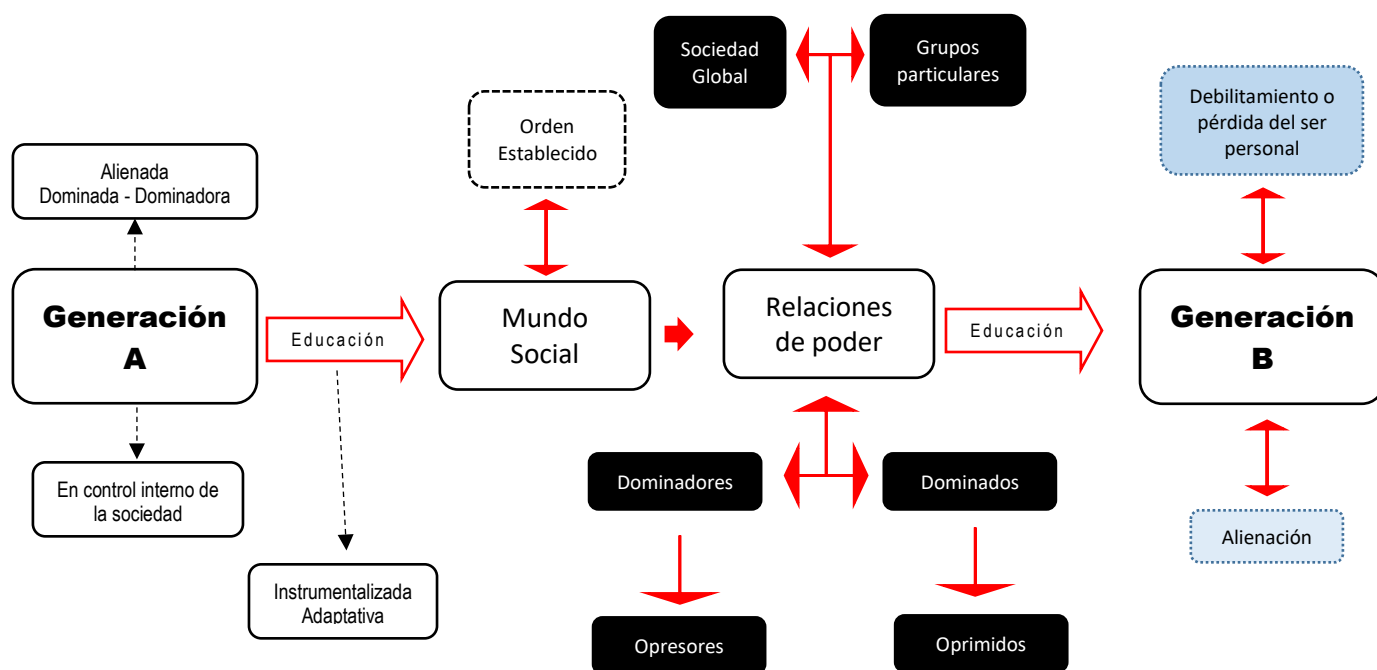 Sociedad
Global
Grupos
particulares
Debilitamiento o
pérdida del ser
personal
Orden
Establecido
Alienada
Dominada - Dominadora
Generación
A
Educación
Mundo
Social
Relaciones
de poder
Educación
Generación
B
En control interno de
la sociedad
Dominadores
Dominados
Alienación
Instrumentalizada
Adaptativa
Opresores
Oprimidos